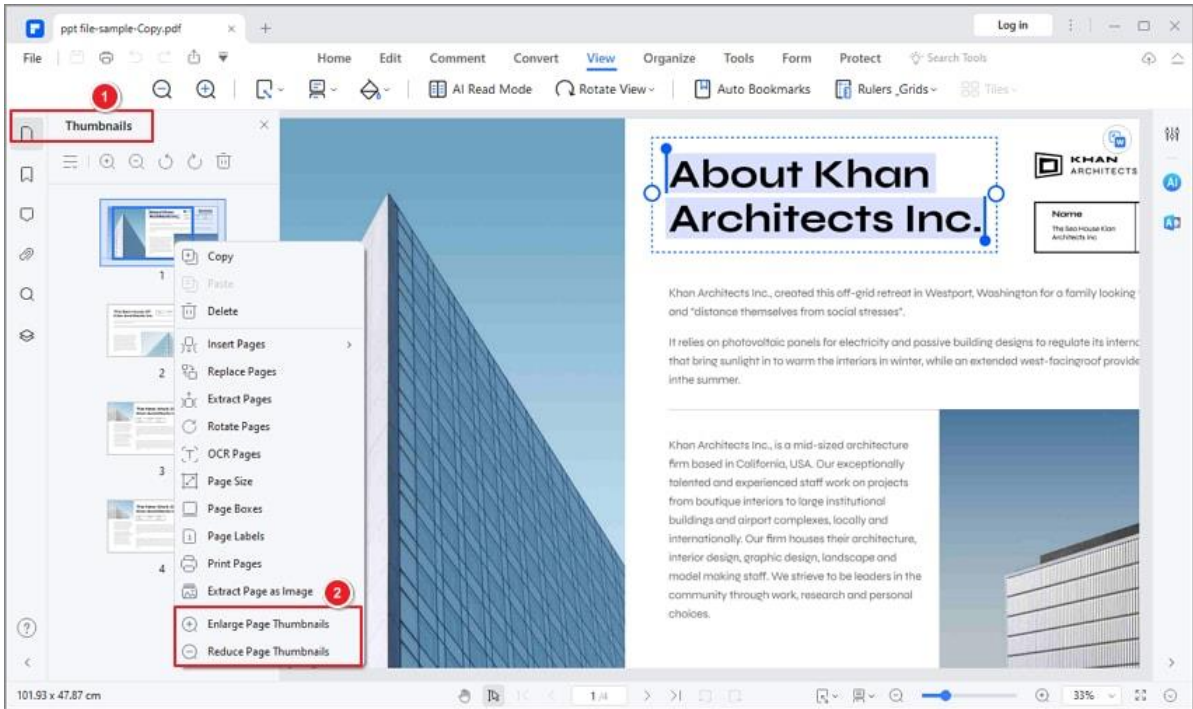 ppt file-sample-Copy.pdf
Log in
File
Home Edit Comment Convert View Organize Tools Form Protect Search Tools
AI Read Mode Rotate View Auto Bookmarks Rulers_Grids Tiles
1
Thumbnails
1
2
3
4
Copy
Paste
Delete
Insert Pages
Replace Pages
Extract Pages
Rotate Pages
OCR Pages
Page Size
Page Boxes
Page Labels
Print Pages
Extract Page as Image
2
Enlarge Page Thumbnails
Reduce Page Thumbnails
About Khan
Architects Inc.
KHAN
ARCHITECTS
Name
The Sea House Klan
Architects Inc
Khan Architects Inc., created this off-grid retreat in Westport, Washington for a family looking
and "distance themselves from social stresses".
It relies on photovoltaic panels for electricity and passive building designs to regulate its interna
that bring sunlight in to warm the interiors in winter, while an extended west-facingroof provide
inthe summer.
Khan Architects Inc., is a mid-sized architecture
firm based in California, USA. Our exceptionally
talented and experienced staff work on projects
from boutique interiors to large institutional
buildings and airport complexes, locally and
internationally. Our firm houses their architecture,
interior design, graphic design, landscape and
model making staff. We strieve to be leaders in the
community through work, research and personal
choices.
AI
101.93 x 47.87 cm
1 /4
33%